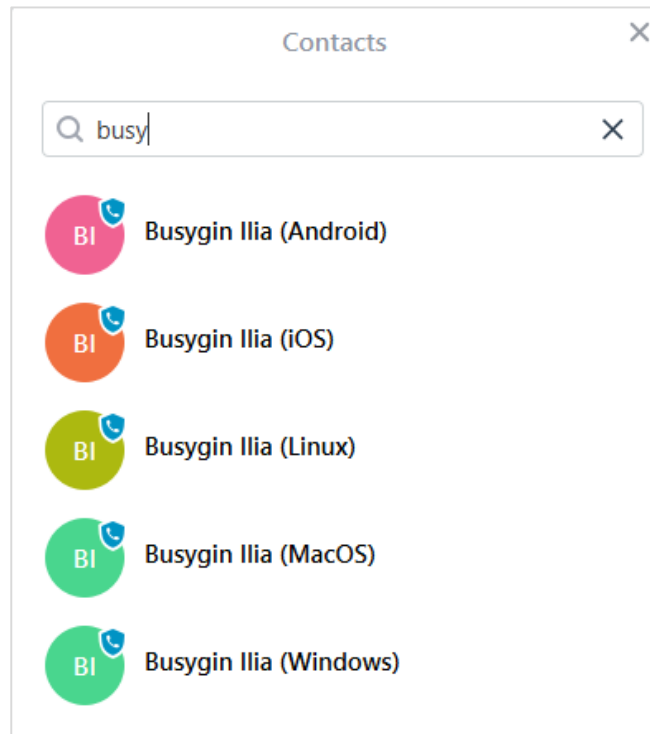 Contacts
busy
BI
Busygin Ilia (Android)
BI
Busygin Ilia (iOS)
BI
Busygin Ilia (Linux)
BI
Busygin Ilia (MacOS)
BI
Busygin Ilia (Windows)